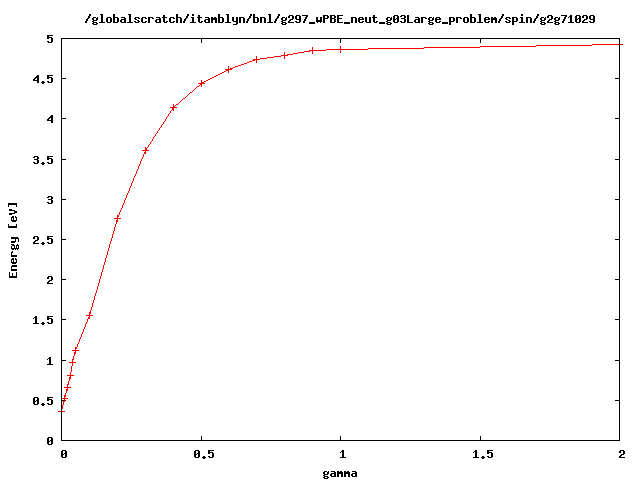 /globalscratch/itamblyn/bnl/g297_wPBE_neut_g03Large_problem/spin/g2g71029
5
4.5
4
3.5
3
2.5
2
1.5
1
0.5
0
Energy [eV]
0 0.5 1 1.5 2
gamma